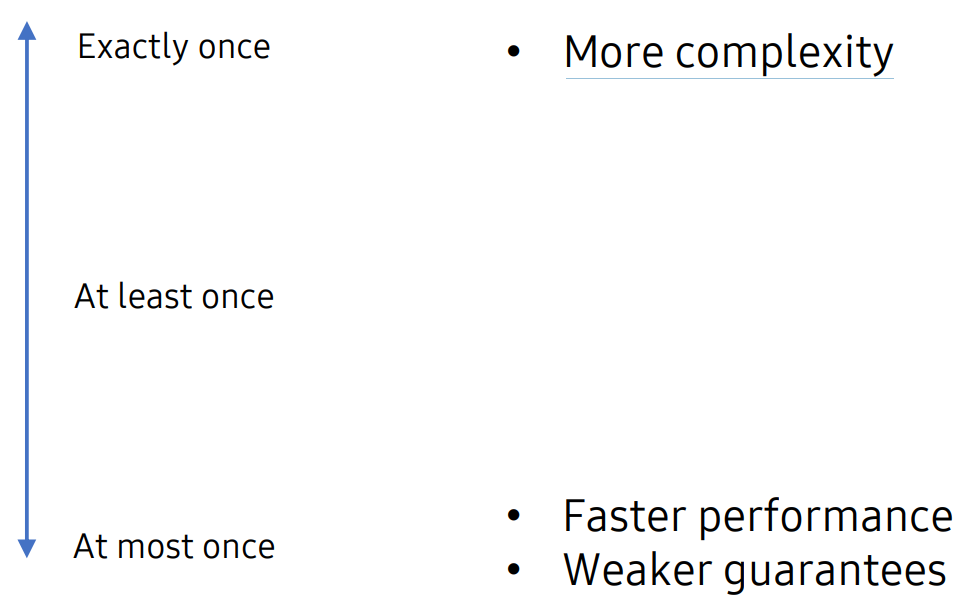 Exactly once
• More complexity
At least once
At most once
• Faster performance
• Weaker guarantees